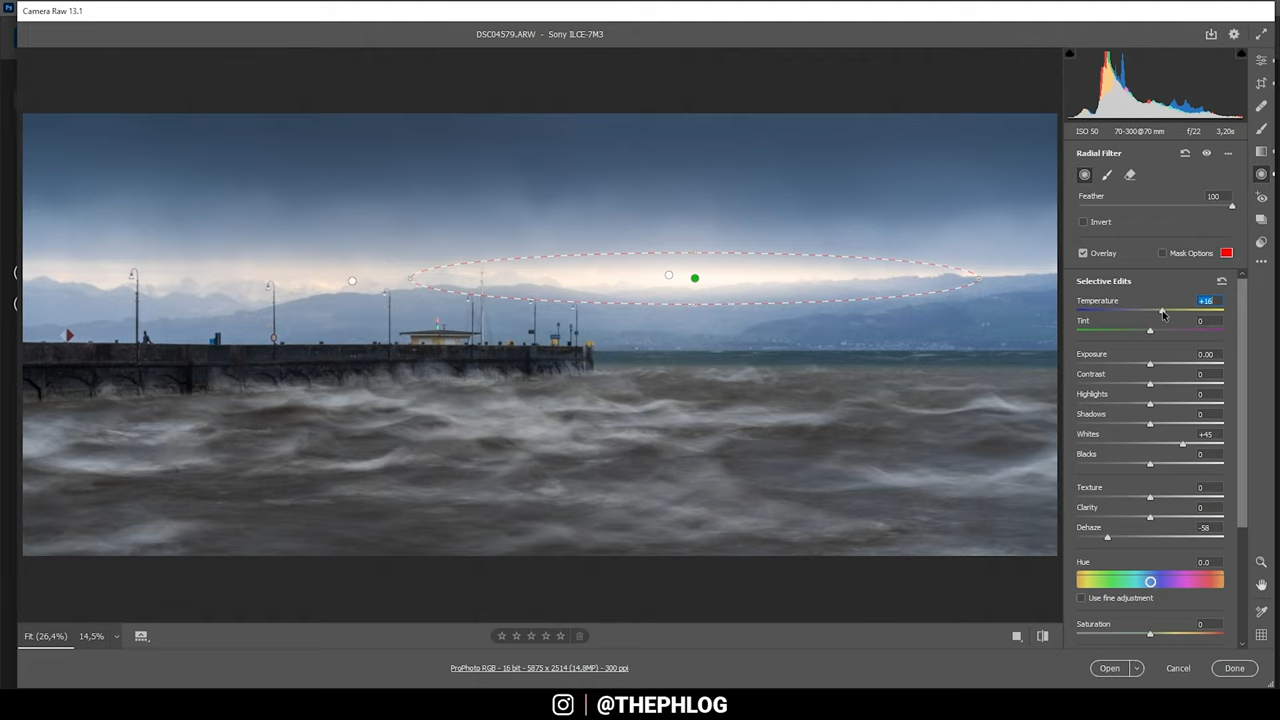 Ps
Camera Raw 13.1
DSC04579.ARW - Sony ILCE-7M3
ISO 50 70-300@70 mm f/22 3,20s
Radial Filter
Feather 100
Invert
Overlay Mask Options
Selective Edits
Temperature +16
Tint 0
Exposure 0.00
Contrast 0
Highlights 0
Shadows 0
Whites +45
Blacks 0
Texture 0
Clarity 0
Dehaze -58
Hue 0.0
Use fine adjustment
Saturation 0
Fit (26,4%) 14,5%
ProPhoto RGB - 16 bit - 5875 x 2514 (14,8MP) - 300 ppi
Open Cancel Done
@THEPHLOG